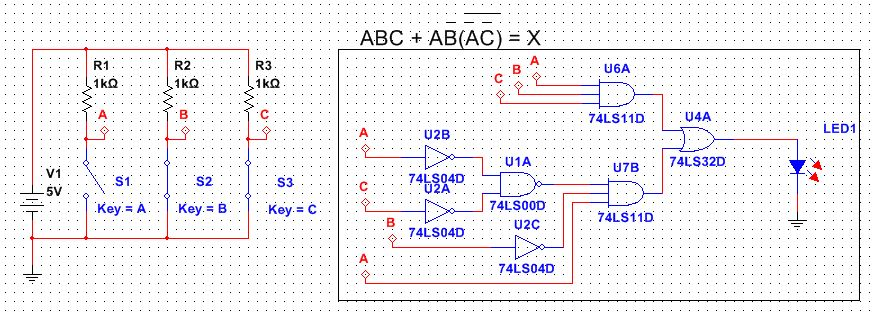 ABC + AB(AC) = X
R1
1kΩ
R2
1kΩ
R3
1kΩ
A
B
C
V1
5V
S1
Key = A
S2
Key = B
S3
Key = C
A
B
C
U6A
74LS11D
U4A
74LS32D
LED1
A
U2B
74LS04D
U1A
74LS00D
U7B
74LS11D
C
U2A
74LS04D
B
U2C
74LS04D
A